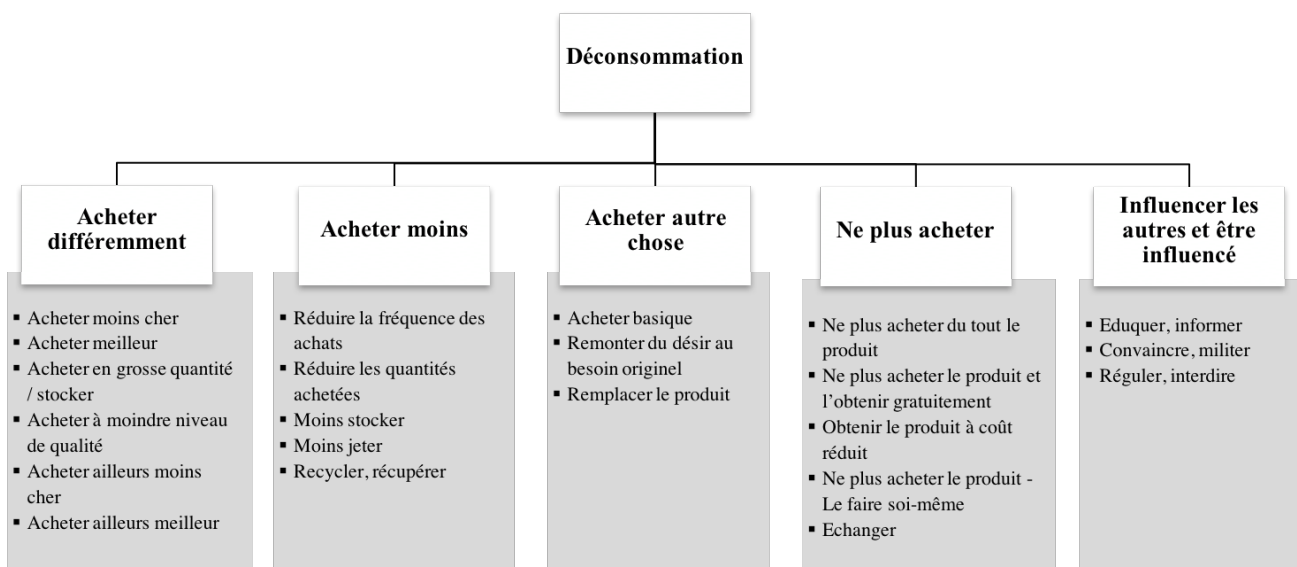 Déconsommation
Acheter
différemment
▪ Acheter moins cher
▪ Acheter meilleur
▪ Acheter en grosse quantité
/ stocker
▪ Acheter à moindre niveau
de qualité
▪ Acheter ailleurs moins
cher
▪ Acheter ailleurs meilleur
Acheter moins
▪ Réduire la fréquence des
achats
▪ Réduire les quantités
achetées
▪ Moins stocker
▪ Moins jeter
▪ Recycler, récupérer
Acheter autre
chose
▪ Acheter basique
▪ Remonter du désir au
besoin originel
▪ Remplacer le produit
Ne plus acheter
▪ Ne plus acheter du tout le
produit
▪ Ne plus acheter le produit et
l’obtenir gratuitement
▪ Obtenir le produit à coût
réduit
▪ Ne plus acheter le produit -
Le faire soi-même
▪ Echanger
Influencer les
autres et être
influencé
▪ Eduquer, informer
▪ Convaincre, militer
▪ Réguler, interdire